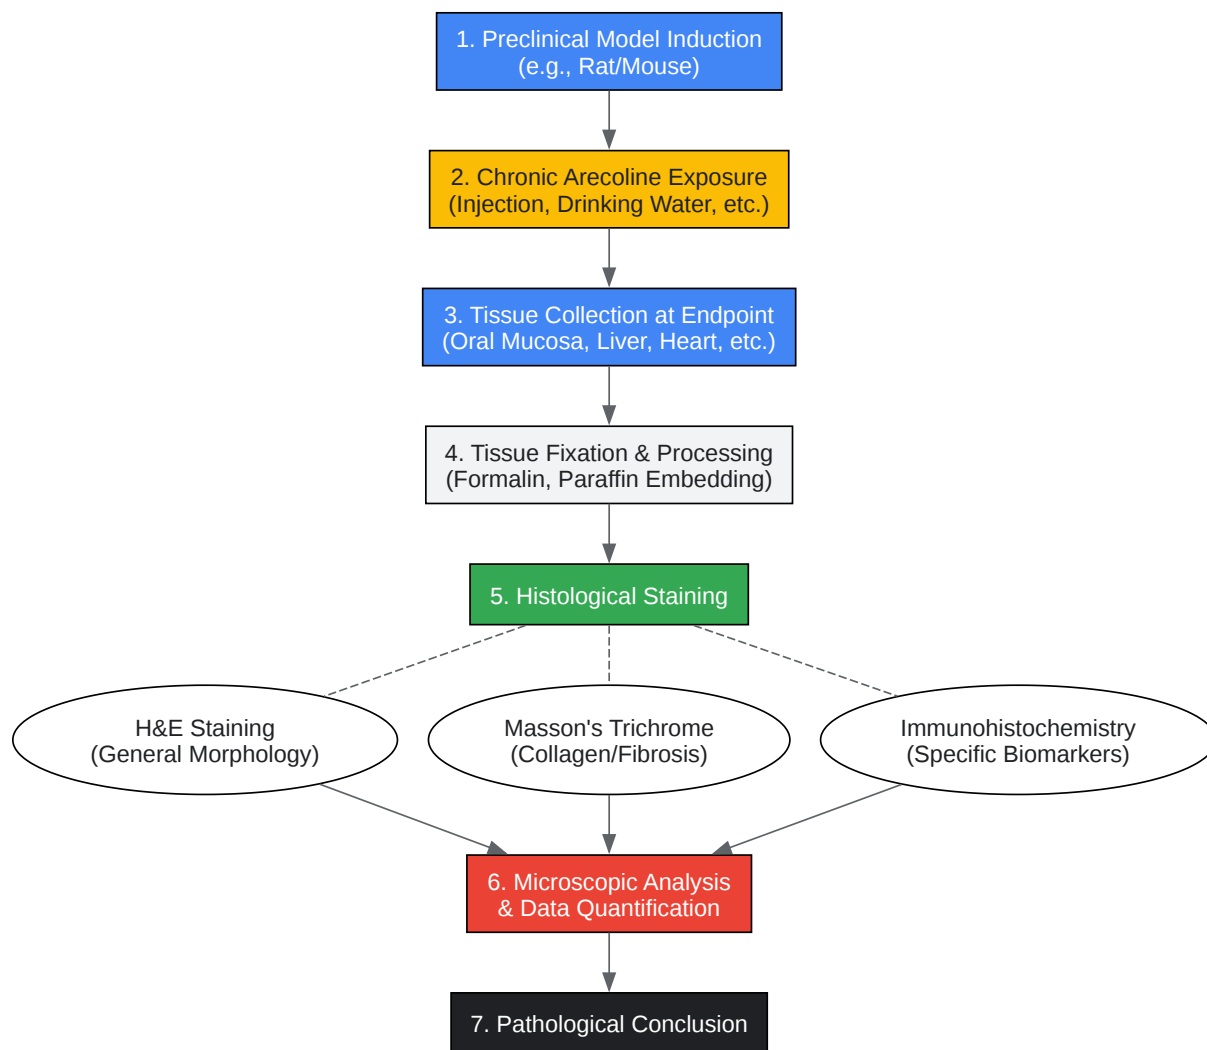 1. Preclinical Model Induction
(e.g., Rat/Mouse)
2. Chronic Arecoline Exposure
(Injection, Drinking Water, etc.)
3. Tissue Collection at Endpoint
(Oral Mucosa, Liver, Heart, etc.)
4. Tissue Fixation & Processing
(Formalin, Paraffin Embedding)
5. Histological Staining
H&E Staining
(General Morphology)
Masson's Trichrome
(Collagen/Fibrosis)
Immunohistochemistry
(Specific Biomarkers)
6. Microscopic Analysis
& Data Quantification
7. Pathological Conclusion